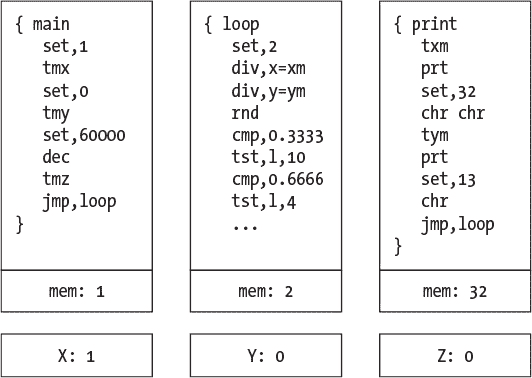 { main
set,1
tmx
set,0
tmy
set,60000
dec
tmz
jmp,loop
}
mem: 1
X: 1
{ loop
set,2
div,x=xm
div,y=ym
rnd
cmp,0.3333
tst,l,10
cmp,0.6666
tst,l,4
...
mem: 2
Y: 0
{ print
txm
prt
set,32
chr chr
tym
prt
set,13
chr
jmp,loop
}
mem: 32
Z: 0